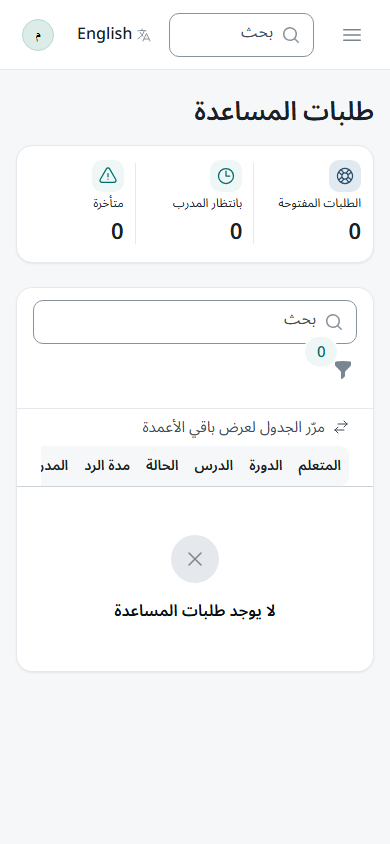 بحث
English
م
طلبات المساعدة
الطلبات المفتوحة
0
بانتظار المدرب
0
متأخرة
0
بحث
0
مرّر الجدول لعرض باقي الأعمدة
المتعلم الدورة الدرس الحالة مدة الرد المدر
لا يوجد طلبات المساعدة